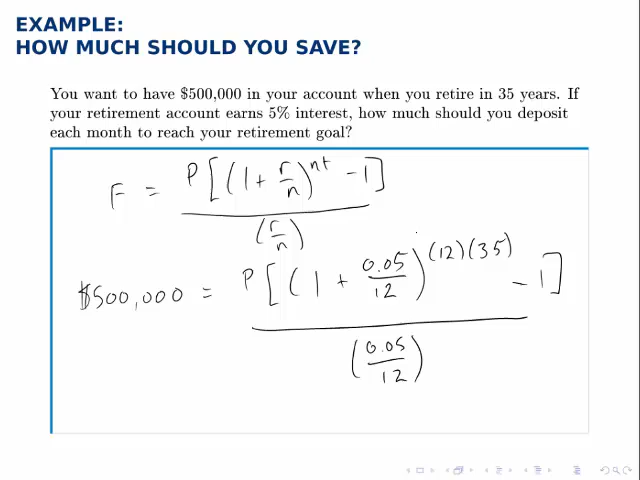 EXAMPLE:
HOW MUCH SHOULD YOU SAVE?
You want to have $500,000 in your account when you retire in 35 years. If
your retirement account earns 5% interest, how much should you deposit
each month to reach your retirement goal?
F = P[(1 + r/n)^nt - 1] / (r/n)
$500,000 = P[(1 + 0.05/12)^(12)(35) - 1] / (0.05/12)